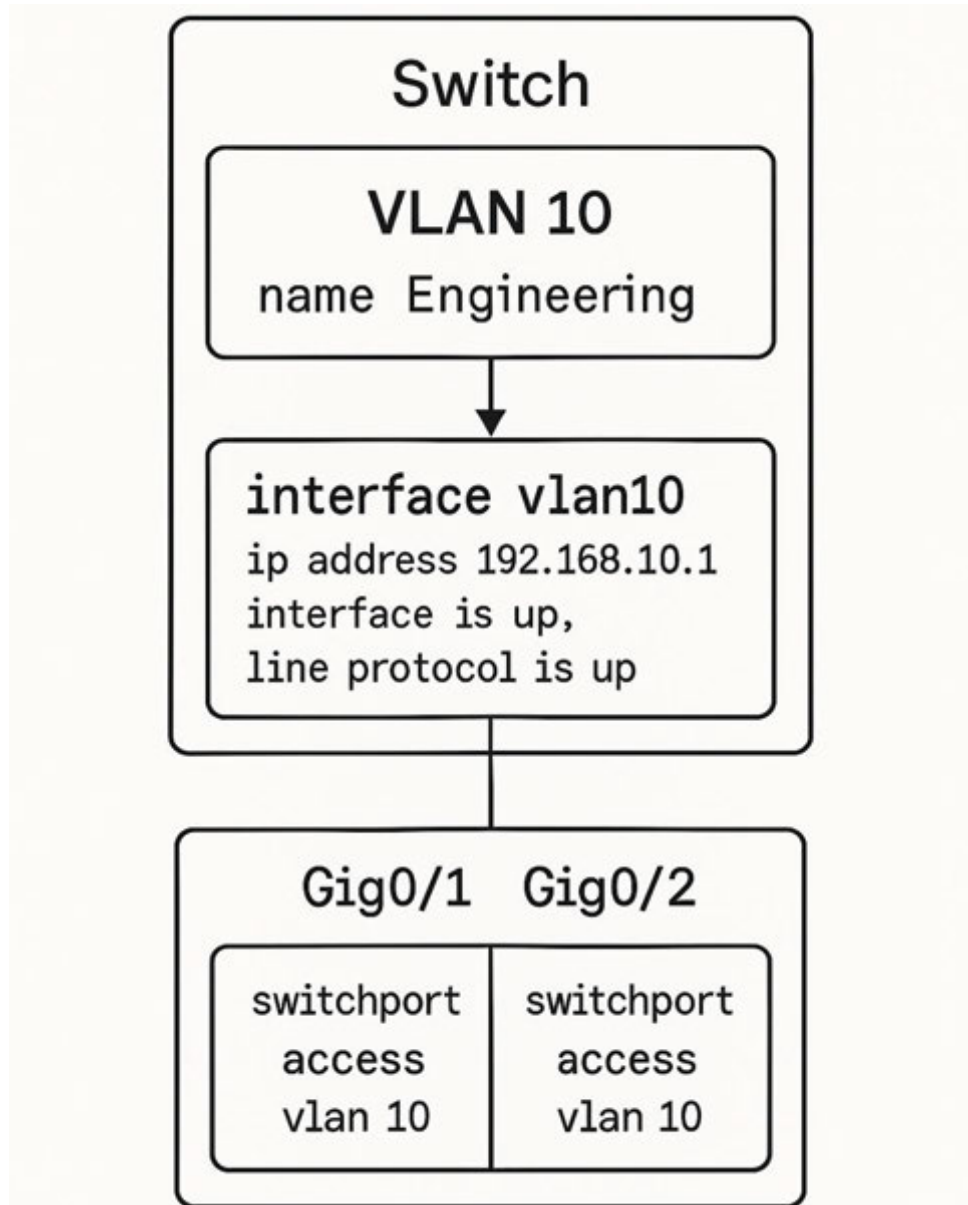 Switch
VLAN 10
name Engineering
interface vlan10
ip address 192.168.10.1
interface is up,
line protocol is up
Gig0/1 Gig0/2
switchport
access
vlan 10
switchport
access
vlan 10